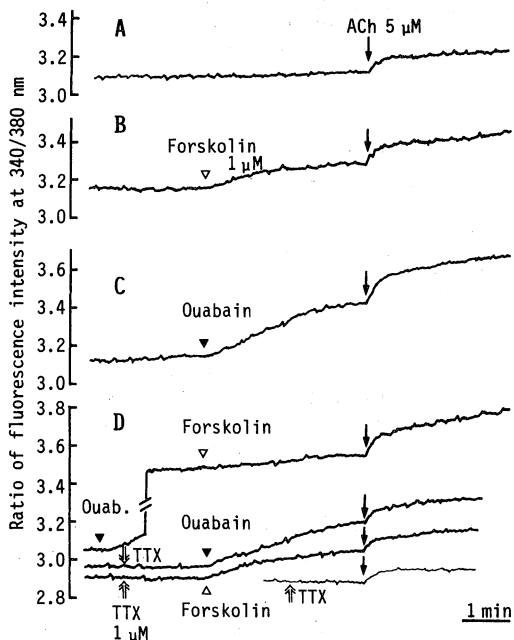 Ratio of fluorescence intensity at 340/380 nm
A
ACh 5 μM
3.4
3.2
3.0
B
Forskolin
1 μM
3.4
3.2
3.0
C
Ouabain
3.6
3.4
3.2
3.0
D
Forskolin
3.8
3.6
3.4
Ouab.
Ouabain
3.2
TTX
3.0
2.8
TTX
TTX
1 μM
Forskolin
1 min